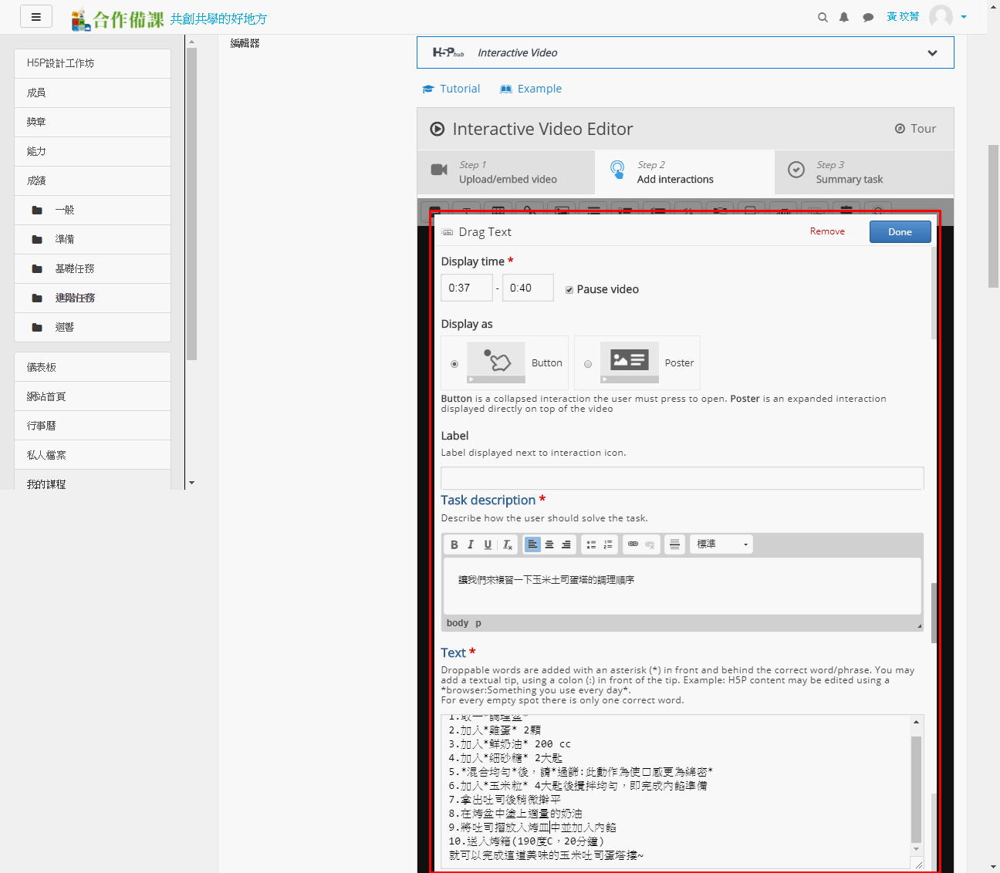 合作備課 共創共學的好地方
黃 玟菁
H5P設計工作坊
成員
獎章
能力
成績
一般
準備
基礎任務
進階任務
迴響
儀表板
網站首頁
行事曆
私人檔案
我的課程
編輯器
H5P hub Interactive Video
Tutorial Example
Interactive Video Editor
Tour
Step 1
Upload/embed video
Step 2
Add interactions
Step 3
Summary task
Drag Text
Remove
Done
Display time *
0:37 - 0:40 Pause video
Display as
Button
Poster
Button is a collapsed interaction the user must press to open. Poster is an expanded interaction
displayed directly on top of the video
Label
Label displayed next to interaction icon.
Task description *
Describe how the user should solve the task.
B I U Tx 標準
讓我們來複習一下玉米土司蛋塔的調理順序
body p
Text *
Droppable words are added with an asterisk (*) in front and behind the correct word/phrase. You may
add a textual tip, using a colon (:) in front of the tip. Example: H5P content may be edited using a
*browser:Something you use every day*.
For every empty spot there is only one correct word.
1.取一*調理盆*
2.加入*雞蛋* 2顆
3.加入*鮮奶油* 200 cc
4.加入*細砂糖* 2大匙
5.*混合均勻*後，請*過篩:此動作為使口感更為綿密*
6.加入*玉米粒* 4大匙後攪拌均勻，即完成內餡準備
7.拿出吐司後稍微擀平
8.在烤盆中塗上適量的奶油
9.將吐司摺放入烤皿中並加入內餡
10.送入烤箱(190度C，20分鐘)
就可以完成這道美味的玉米吐司蛋塔摟~